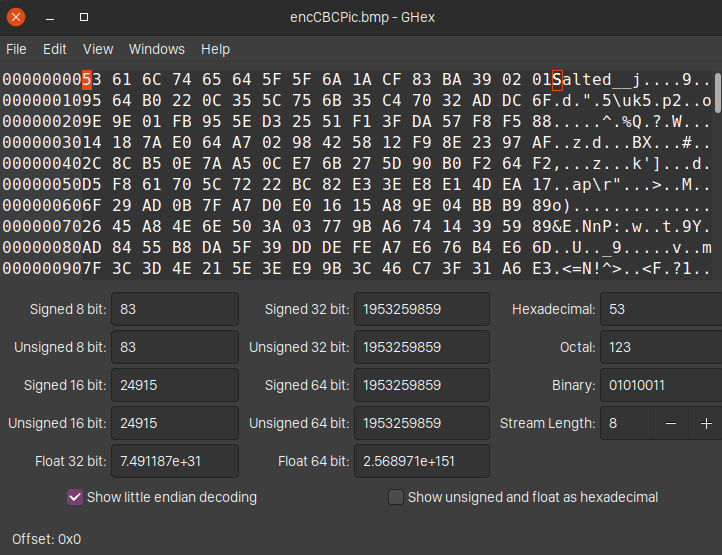 encCBCPic.bmp - GHex
File Edit View Windows Help
0000000053 61 6C 74 65 64 5F 5F 6A 1A CF 83 BA 39 02 01Salted__j....9..
0000001095 64 B0 22 0C 35 5C 75 6B 35 C4 70 32 AD DC 6F.d.".5\uk5.p2..o
000000209E 9E 01 FB 95 5E D3 25 51 F1 3F DA 57 F8 F5 88.....^.%Q.?.W...
0000003014 18 7A E0 64 A7 02 98 42 58 12 F9 8E 23 97 AF..z.d...BX...#..
000000402C 8C B5 0E 7A A5 0C E7 6B 27 5D 90 B0 F2 64 F2,...z...k']...d.
00000050D5 F8 61 70 5C 72 22 BC 82 E3 3E E8 E1 4D EA 17..ap\r"...>..M..
000000606F 29 AD 0B 7F A7 D0 E0 16 15 A8 9E 04 BB B9 89o)..............
0000007026 45 A8 4E 6E 50 3A 03 77 9B A6 74 14 39 59 89&E.NnP:.w..t.9Y.
00000080AD 84 55 B8 DA 5F 39 DD DE FE A7 E6 76 B4 E6 6D..U.._9.....v..m
000000907F 3C 3D 4E 21 5E 3E E9 9B 3C 46 C7 3F 31 A6 E3.<=N!^>..<F.?1..
Signed 8 bit: 83 Signed 32 bit: 1953259859 Hexadecimal: 53
Unsigned 8 bit: 83 Unsigned 32 bit: 1953259859 Octal: 123
Signed 16 bit: 24915 Signed 64 bit: 1953259859 Binary: 01010011
Unsigned 16 bit: 24915 Unsigned 64 bit: 1953259859 Stream Length: 8 − +
Float 32 bit: 7.491187e+31 Float 64 bit: 2.568971e+151
Show little endian decoding Show unsigned and float as hexadecimal
Offset: 0x0